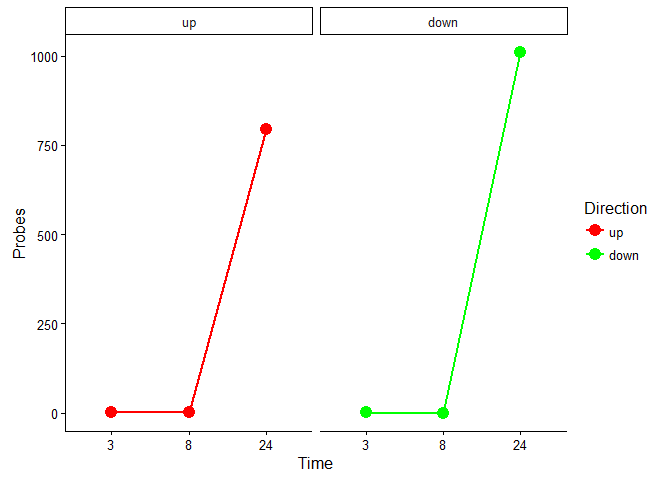 up down
1000
750
500
250
0
Probes
3 8 24 3 8 24
Time
Direction
up
down